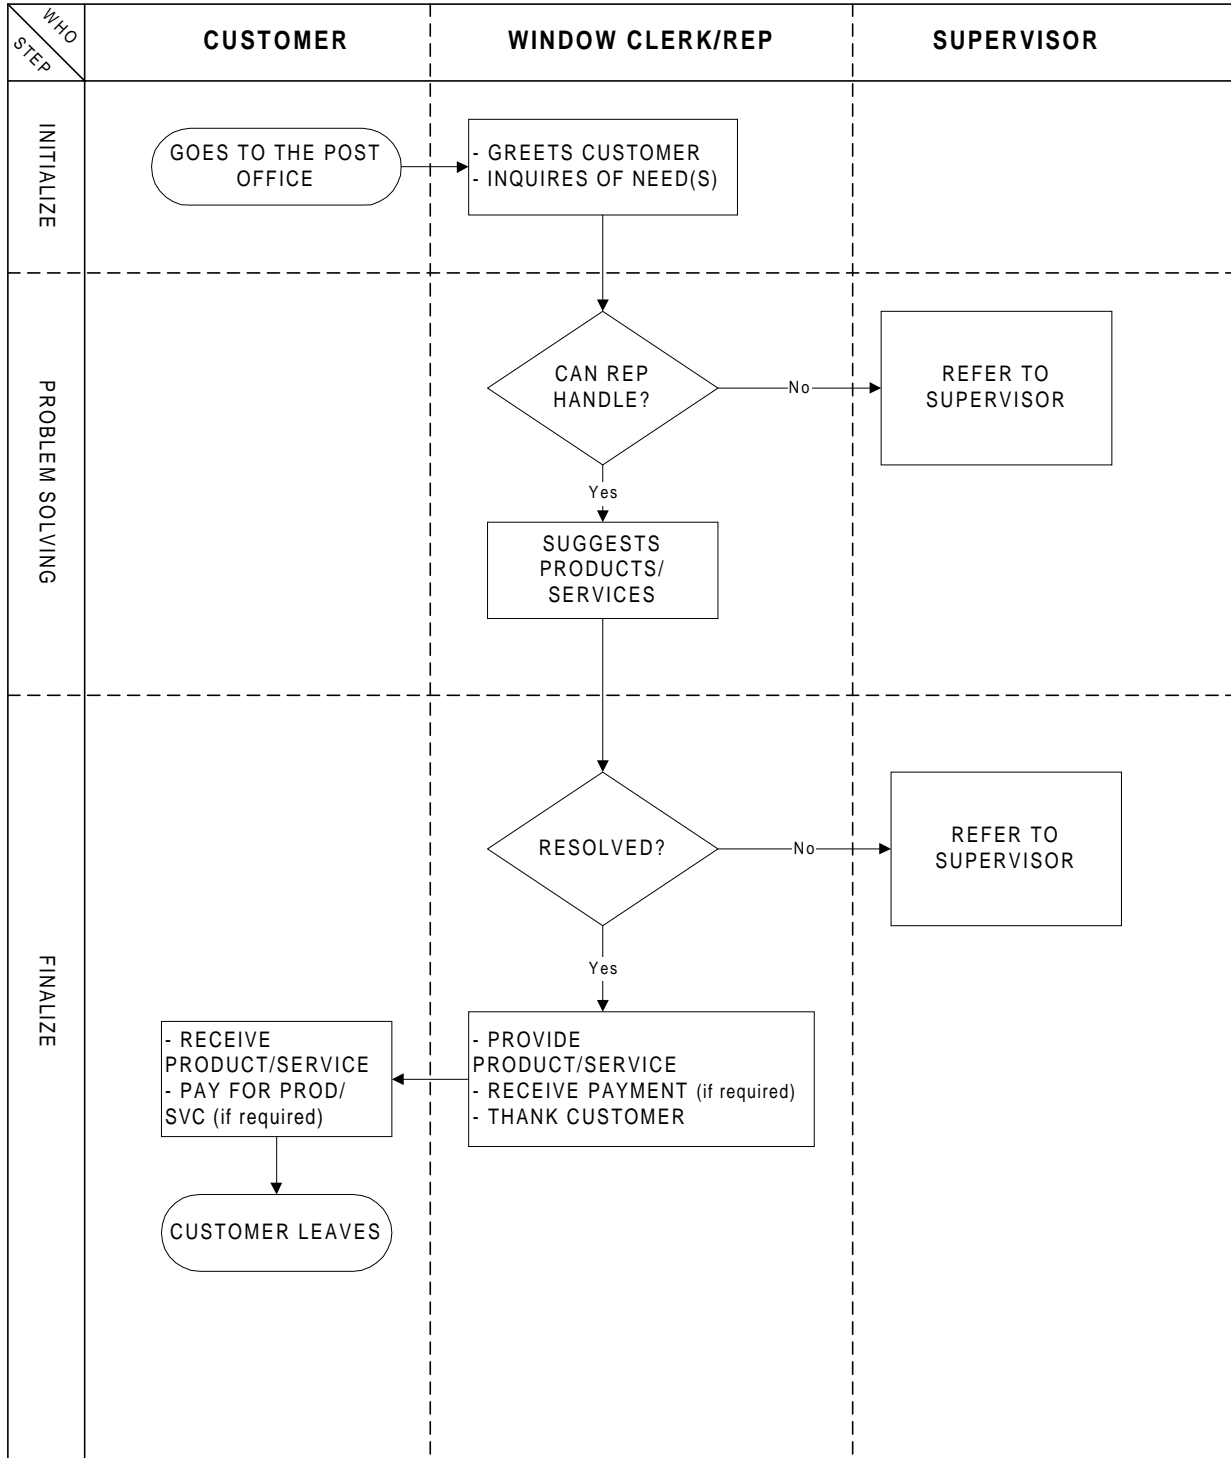 WHO
STEP
CUSTOMER
WINDOW CLERK/REP
SUPERVISOR
INITIALIZE
GOES TO THE POST
OFFICE
- GREETS CUSTOMER
- INQUIRES OF NEED(S)
PROBLEM SOLVING
CAN REP
HANDLE?
No
REFER TO
SUPERVISOR
Yes
SUGGESTS
PRODUCTS/
SERVICES
FINALIZE
RESOLVED?
No
REFER TO
SUPERVISOR
Yes
- RECEIVE
PRODUCT/SERVICE
- PAY FOR PROD/
SVC (if required)
- PROVIDE
PRODUCT/SERVICE
- RECEIVE PAYMENT (if required)
- THANK CUSTOMER
CUSTOMER LEAVES